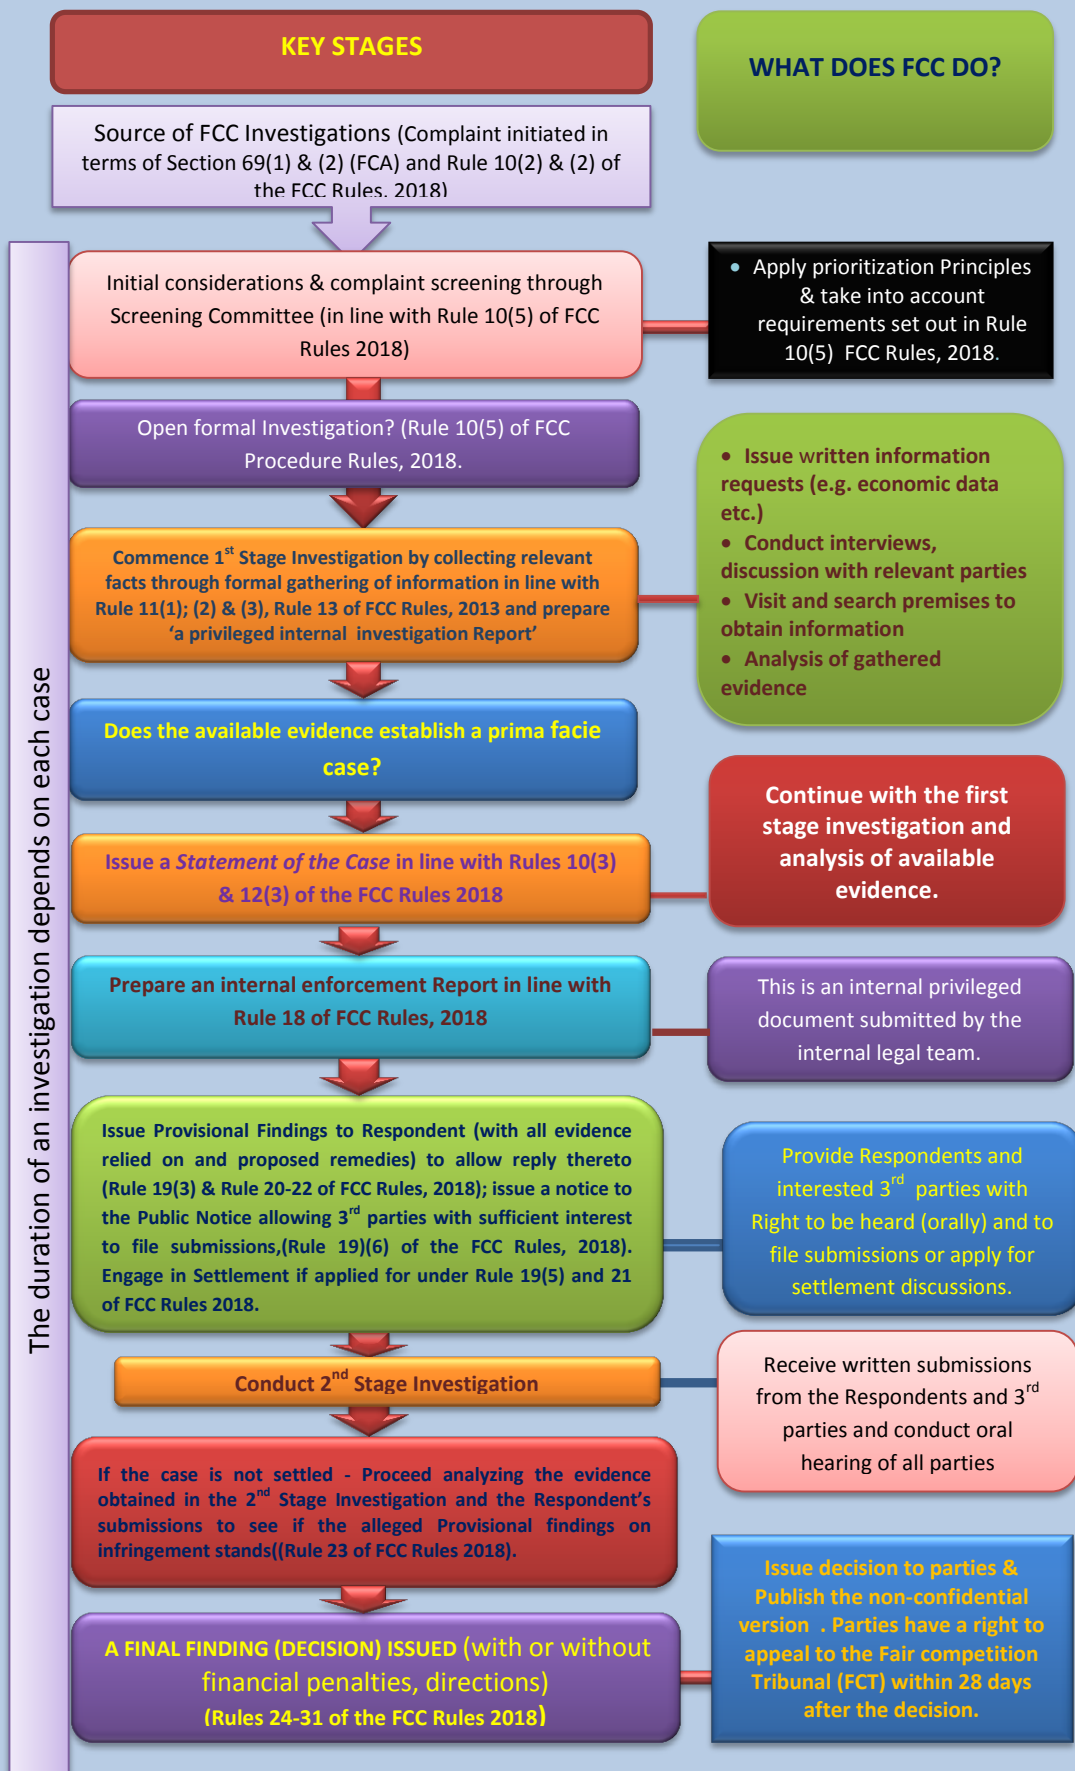 KEY STAGES
WHAT DOES FCC DO?
Source of FCC Investigations (Complaint initiated in
terms of Section 69(1) & (2) (FCA) and Rule 10(2) & (2) of
the FCC Rules, 2018)
The duration of an investigation depends on each case
Initial considerations & complaint screening through
Screening Committee (in line with Rule 10(5) of FCC
Rules 2018)
• Apply prioritization Principles
& take into account
requirements set out in Rule
10(5) FCC Rules, 2018.
Open formal Investigation? (Rule 10(5) of FCC
Procedure Rules, 2018.
Commence 1st Stage Investigation by collecting relevant
facts through formal gathering of information in line with
Rule 11(1); (2) & (3), Rule 13 of FCC Rules, 2013 and prepare
‘a privileged internal investigation Report’
• Issue written information
requests (e.g. economic data
etc.)
• Conduct interviews,
discussion with relevant parties
• Visit and search premises to
obtain information
• Analysis of gathered
evidence
Does the available evidence establish a prima facie
case?
Issue a Statement of the Case in line with Rules 10(3)
& 12(3) of the FCC Rules 2018
Continue with the first
stage investigation and
analysis of available
evidence.
Prepare an internal enforcement Report in line with
Rule 18 of FCC Rules, 2018
This is an internal privileged
document submitted by the
internal legal team.
Issue Provisional Findings to Respondent (with all evidence
relied on and proposed remedies) to allow reply thereto
(Rule 19(3) & Rule 20-22 of FCC Rules, 2018); issue a notice to
the Public Notice allowing 3rd parties with sufficient interest
to file submissions,(Rule 19)(6) of the FCC Rules, 2018).
Engage in Settlement if applied for under Rule 19(5) and 21
of FCC Rules 2018.
Provide Respondents and
interested 3rd parties with
Right to be heard (orally) and to
file submissions or apply for
settlement discussions.
Conduct 2nd Stage Investigation
Receive written submissions
from the Respondents and 3rd
parties and conduct oral
hearing of all parties
If the case is not settled - Proceed analyzing the evidence
obtained in the 2nd Stage Investigation and the Respondent’s
submissions to see if the alleged Provisional findings on
infringement stands((Rule 23 of FCC Rules 2018).
A FINAL FINDING (DECISION) ISSUED (with or without
financial penalties, directions)
(Rules 24-31 of the FCC Rules 2018)
Issue decision to parties &
Publish the non-confidential
version . Parties have a right to
appeal to the Fair competition
Tribunal (FCT) within 28 days
after the decision.